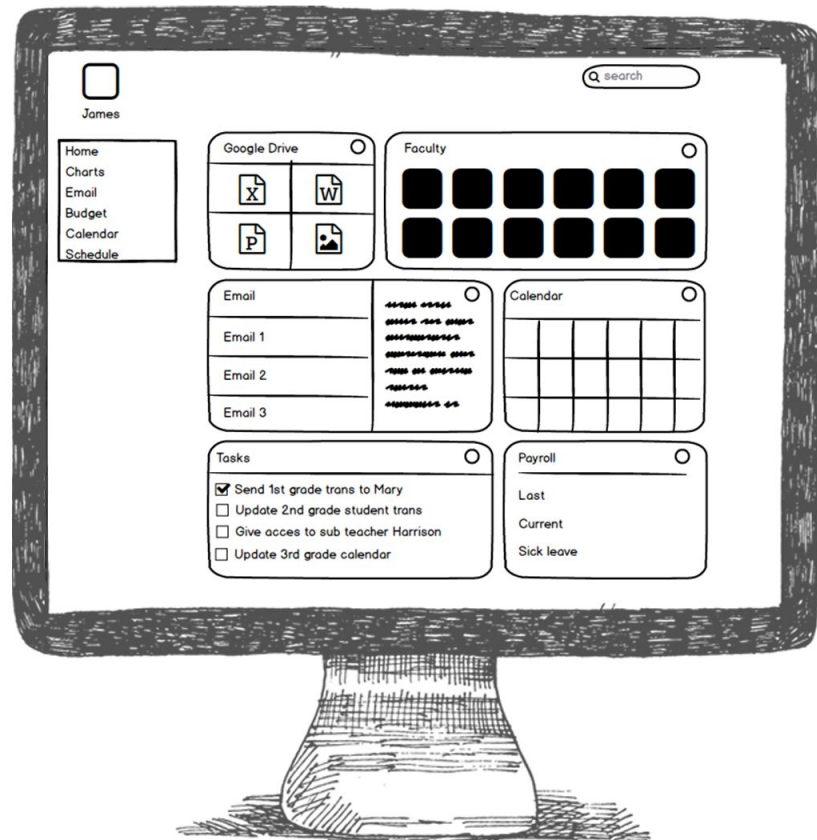 search
James
Home
Charts
Email
Budget
Calendar
Schedule
Google Drive
X
W
P
Faculty
Email
Email 1
Email 2
Email 3
Calendar
Tasks
Send 1st grade trans to Mary
Update 2nd grade student trans
Give acces to sub teacher Harrison
Update 3rd grade calendar
Payroll
Last
Current
Sick leave